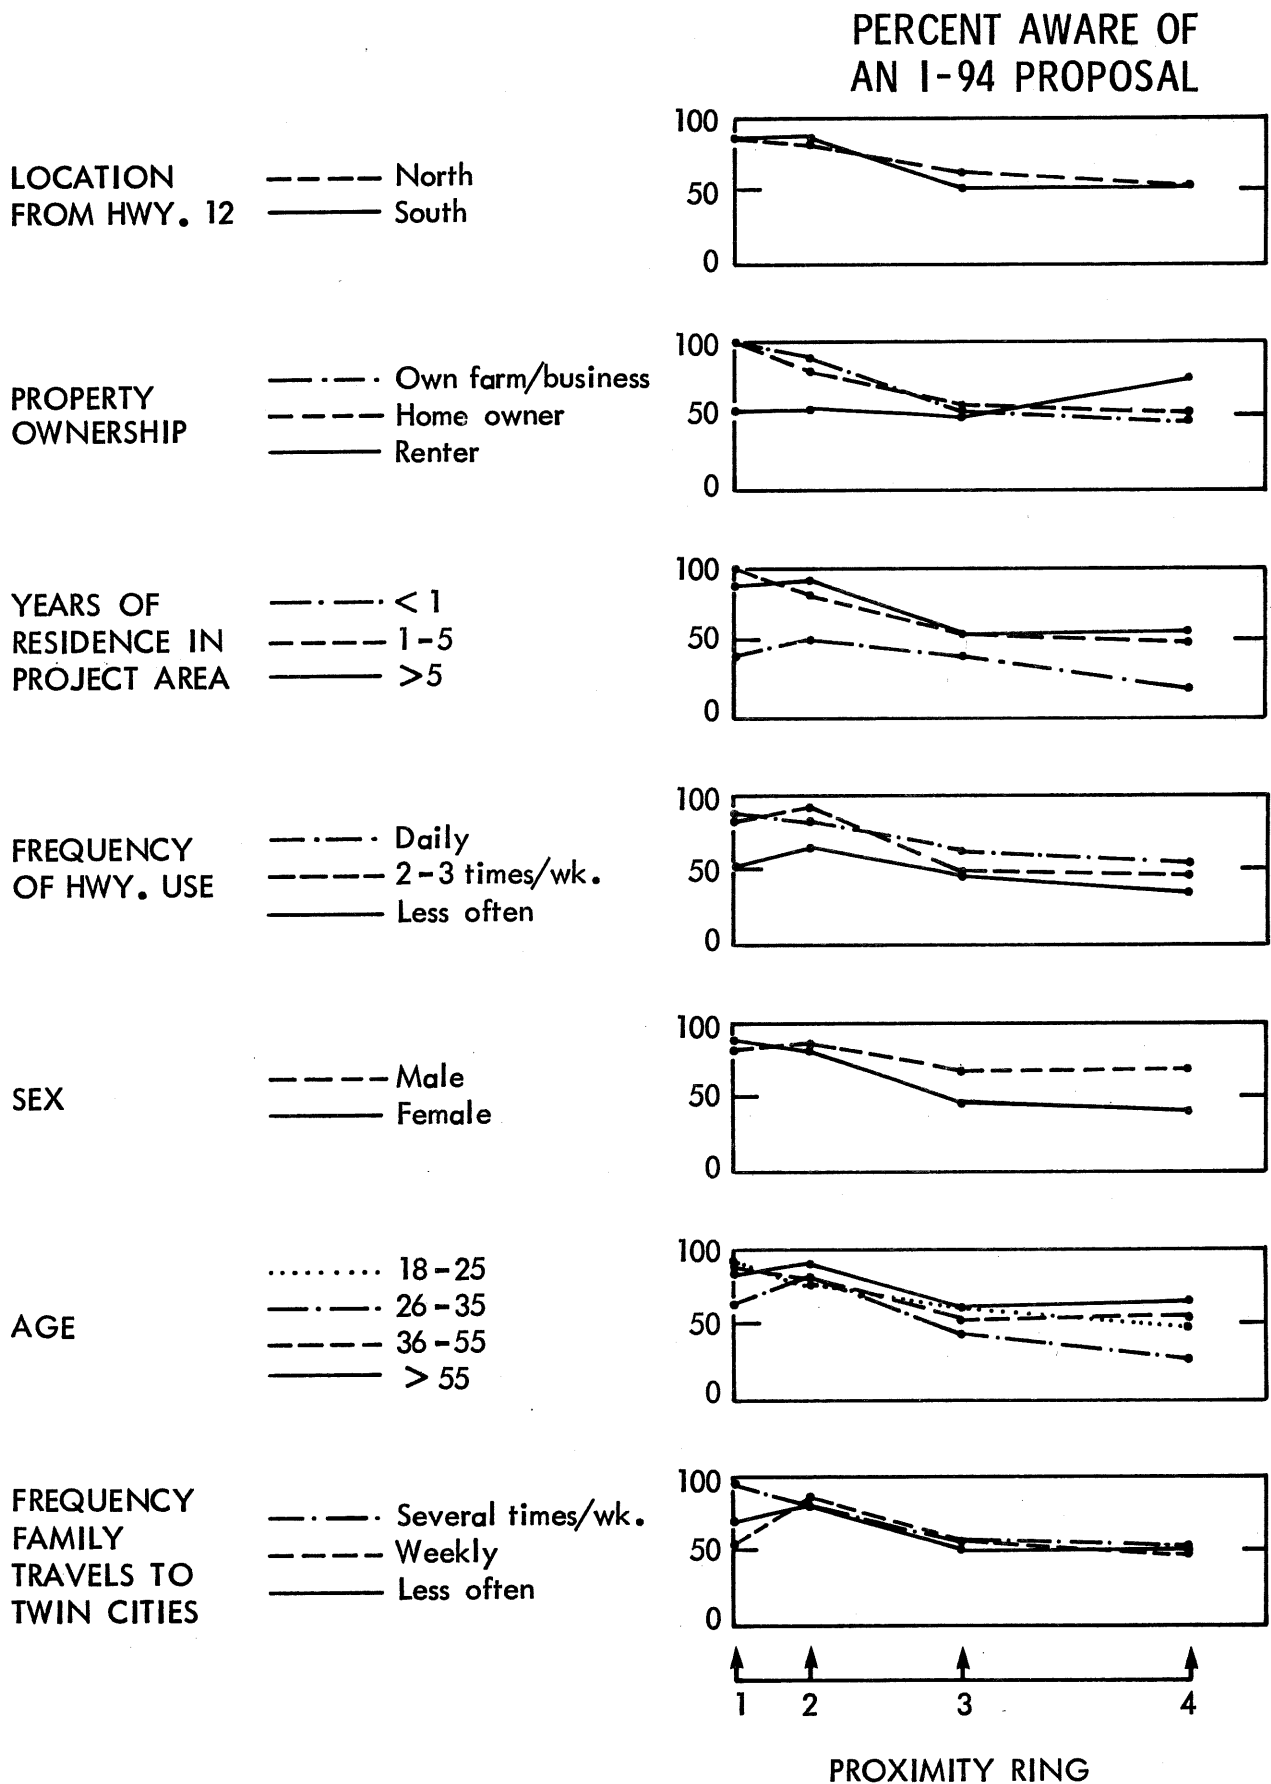 PERCENT AWARE OF
AN I-94 PROPOSAL
LOCATION
FROM HWY. 12
North
South
100
50
0
PROPERTY
OWNERSHIP
Own farm/business
Home owner
Renter
100
50
0
YEARS OF
RESIDENCE IN
PROJECT AREA
< 1
1-5
>5
100
50
0
FREQUENCY
OF HWY. USE
Daily
2-3 times/wk.
Less often
100
50
0
SEX
Male
Female
100
50
0
AGE
18-25
26-35
36-55
> 55
100
50
0
FREQUENCY
FAMILY
TRAVELS TO
TWIN CITIES
Several times/wk.
Weekly
Less often
100
50
0
1 2 3 4
PROXIMITY RING